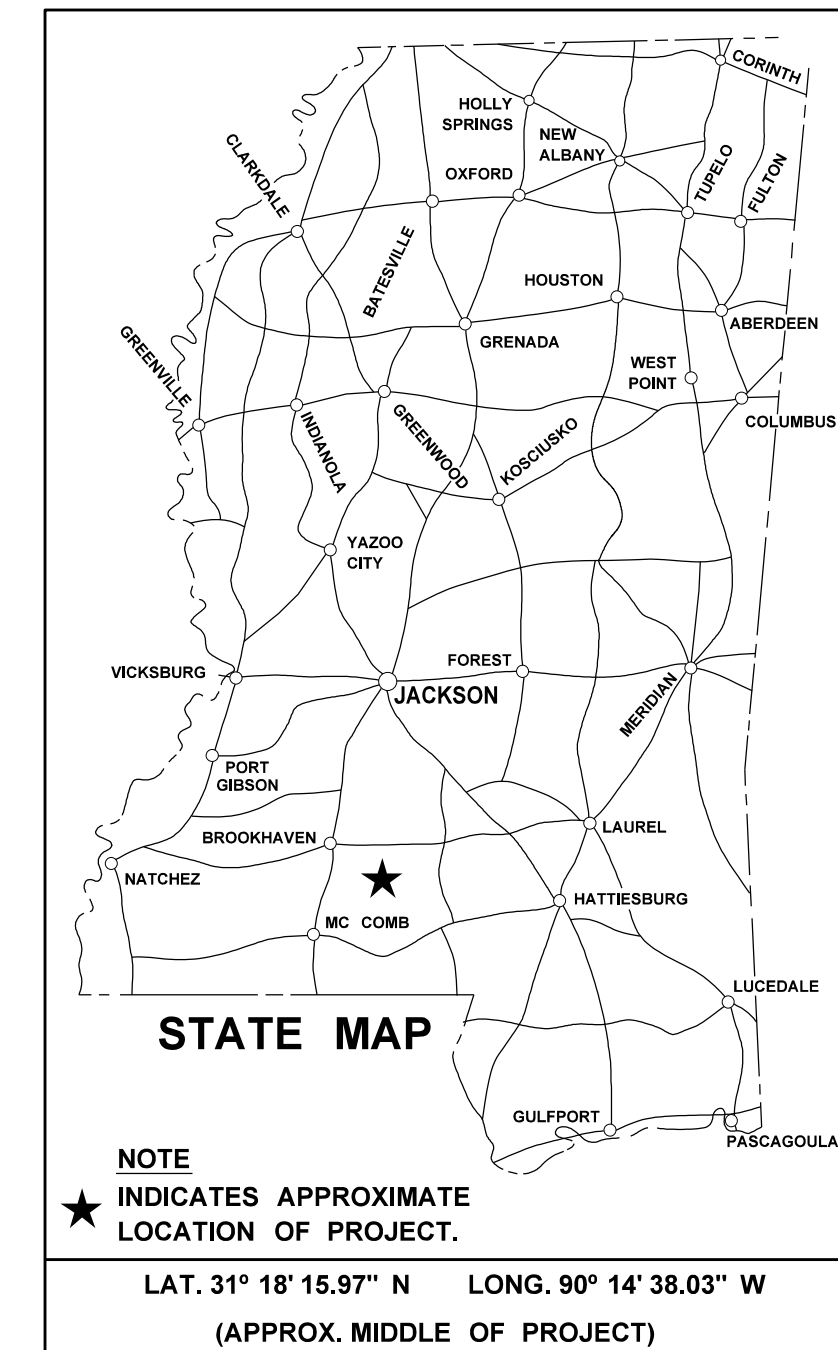 CORINTH
HOLLY
SPRINGS
NEW
ALBANY
CLARKDALE
OXFORD
TUPELO
FULTON
BATESVILLE
HOUSTON
ABERDEEN
GREENVILLE
GRENADA
WEST
POINT
COLUMBUS
INDIANOLA
GREENWOOD
KOSCIUSKO
YAZOO
CITY
VICKSBURG
FOREST
JACKSON
MERIDIAN
PORT
GIBSON
BROOKHAVEN
LAUREL
NATCHEZ
HATTIESBURG
MC COMB
LUCEDALE
STATE MAP
GULFPORT
PASCAGOULA
NOTE
INDICATES APPROXIMATE
LOCATION OF PROJECT.
LAT. 31º 18' 15.97" N LONG. 90º 14' 38.03" W
(APPROX. MIDDLE OF PROJECT)